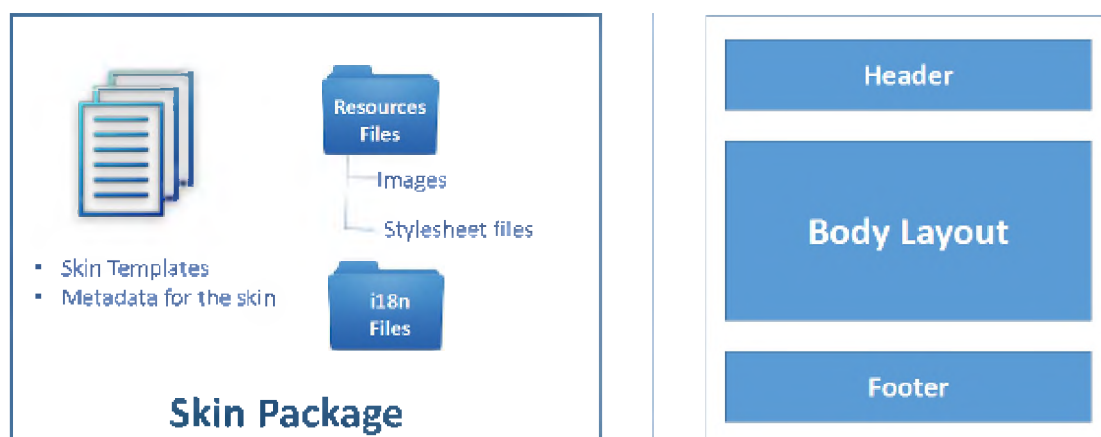 Resources
Files
Images
Stylesheet files
▪ Skin Templates
▪ Metadata for the skin
i18n
Files
Skin Package
Header
Body Layout
Footer